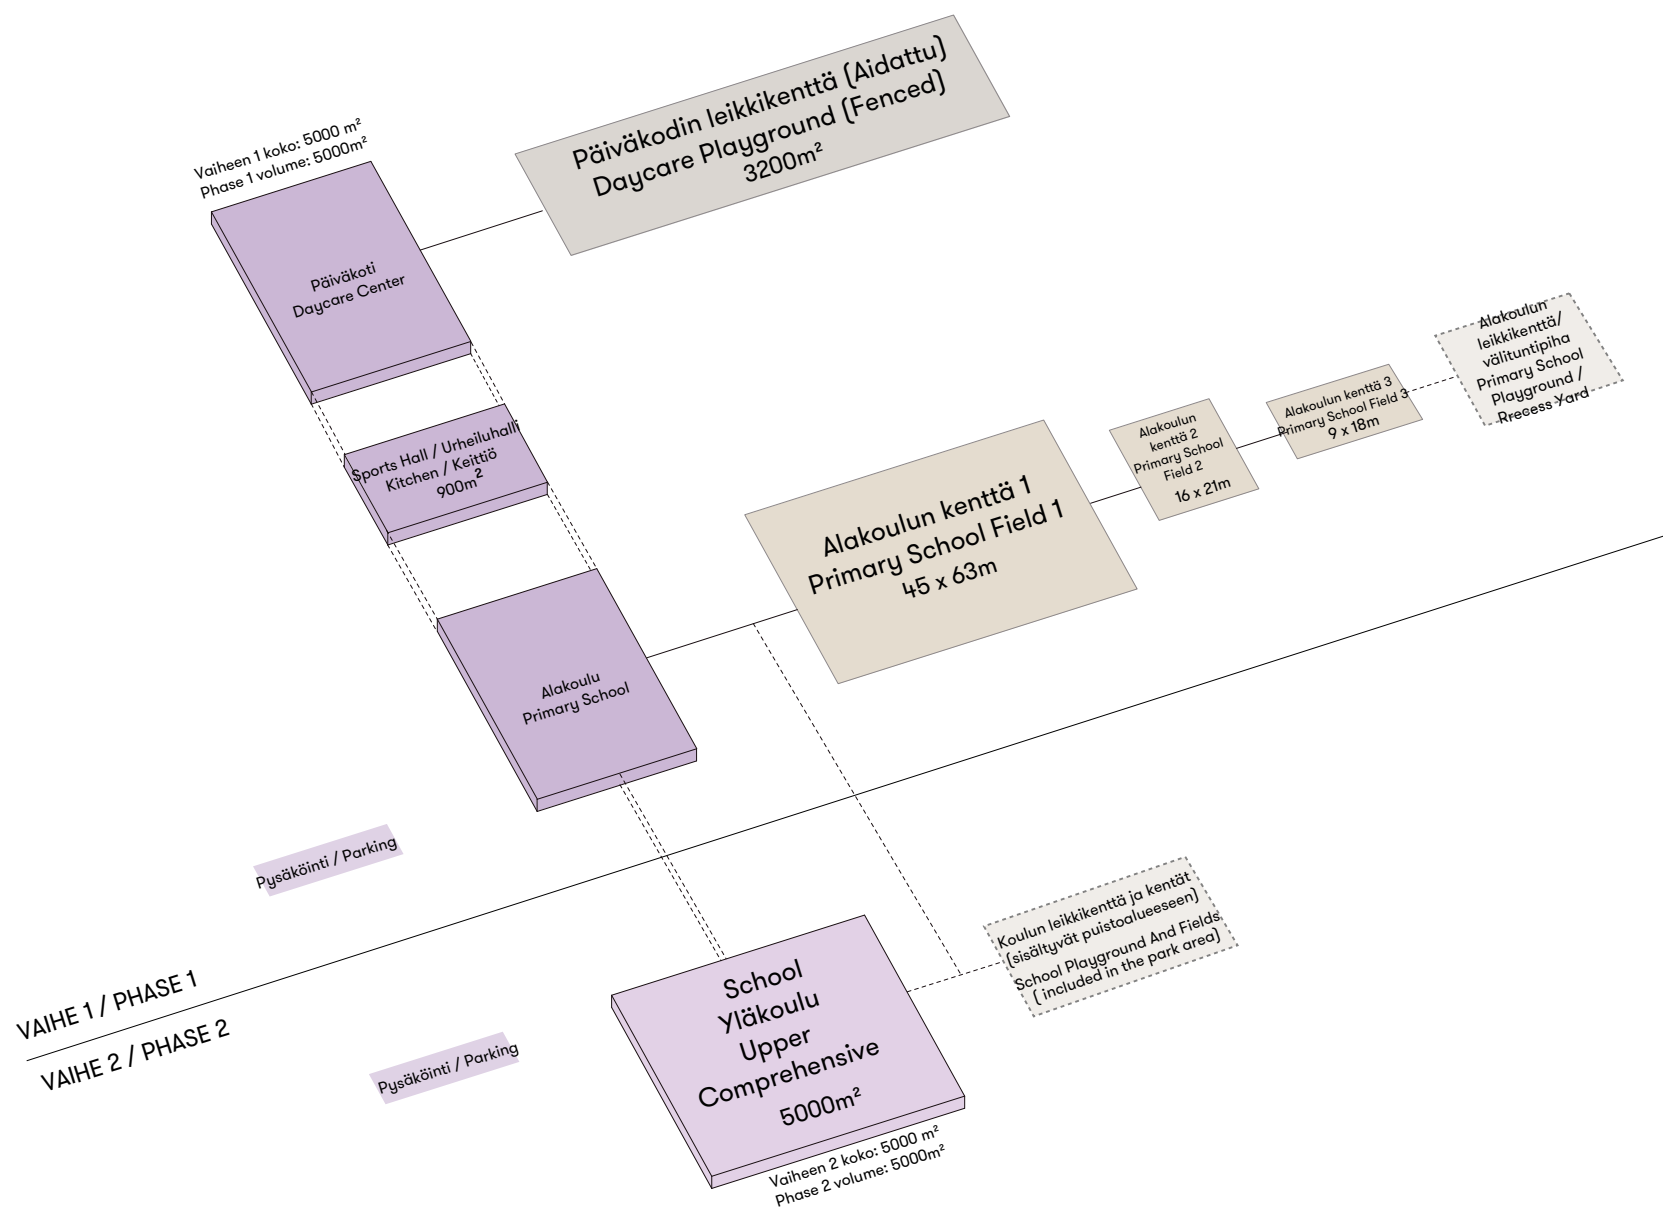 Vaiheen 1 koko: 5000 m²
Phase 1 volume: 5000m²
Päiväkodin leikkikenttä (Aidattu)
Daycare Playground (Fenced)
3200m²
Päiväkoti
Daycare Center
Sports Hall / Urheiluhalli
Kitchen / Keittiö
900m²
Alakoulu
Primary School
Alakoulun kenttä 1
Primary School Field 1
45 x 63m
Alakoulun
kenttä 2
Primary School
Field 2
16 x 21m
Alakoulun kenttä 3
Primary School Field 3
9 x 18m
Alakoulun
leikkikenttä/
välituntipiha
Primary School
Playground /
Rrecess Yard
Pysäköinti / Parking
VAIHE 1 / PHASE 1
VAIHE 2 / PHASE 2
Pysäköinti / Parking
School
Yläkoulu
Upper
Comprehensive
5000m²
Vaiheen 2 koko: 5000 m²
Phase 2 volume: 5000m²
Koulun leikkikenttä ja kentät
(sisältyvät puistoalueeseen)
School Playground And Fields
( included in the park area)